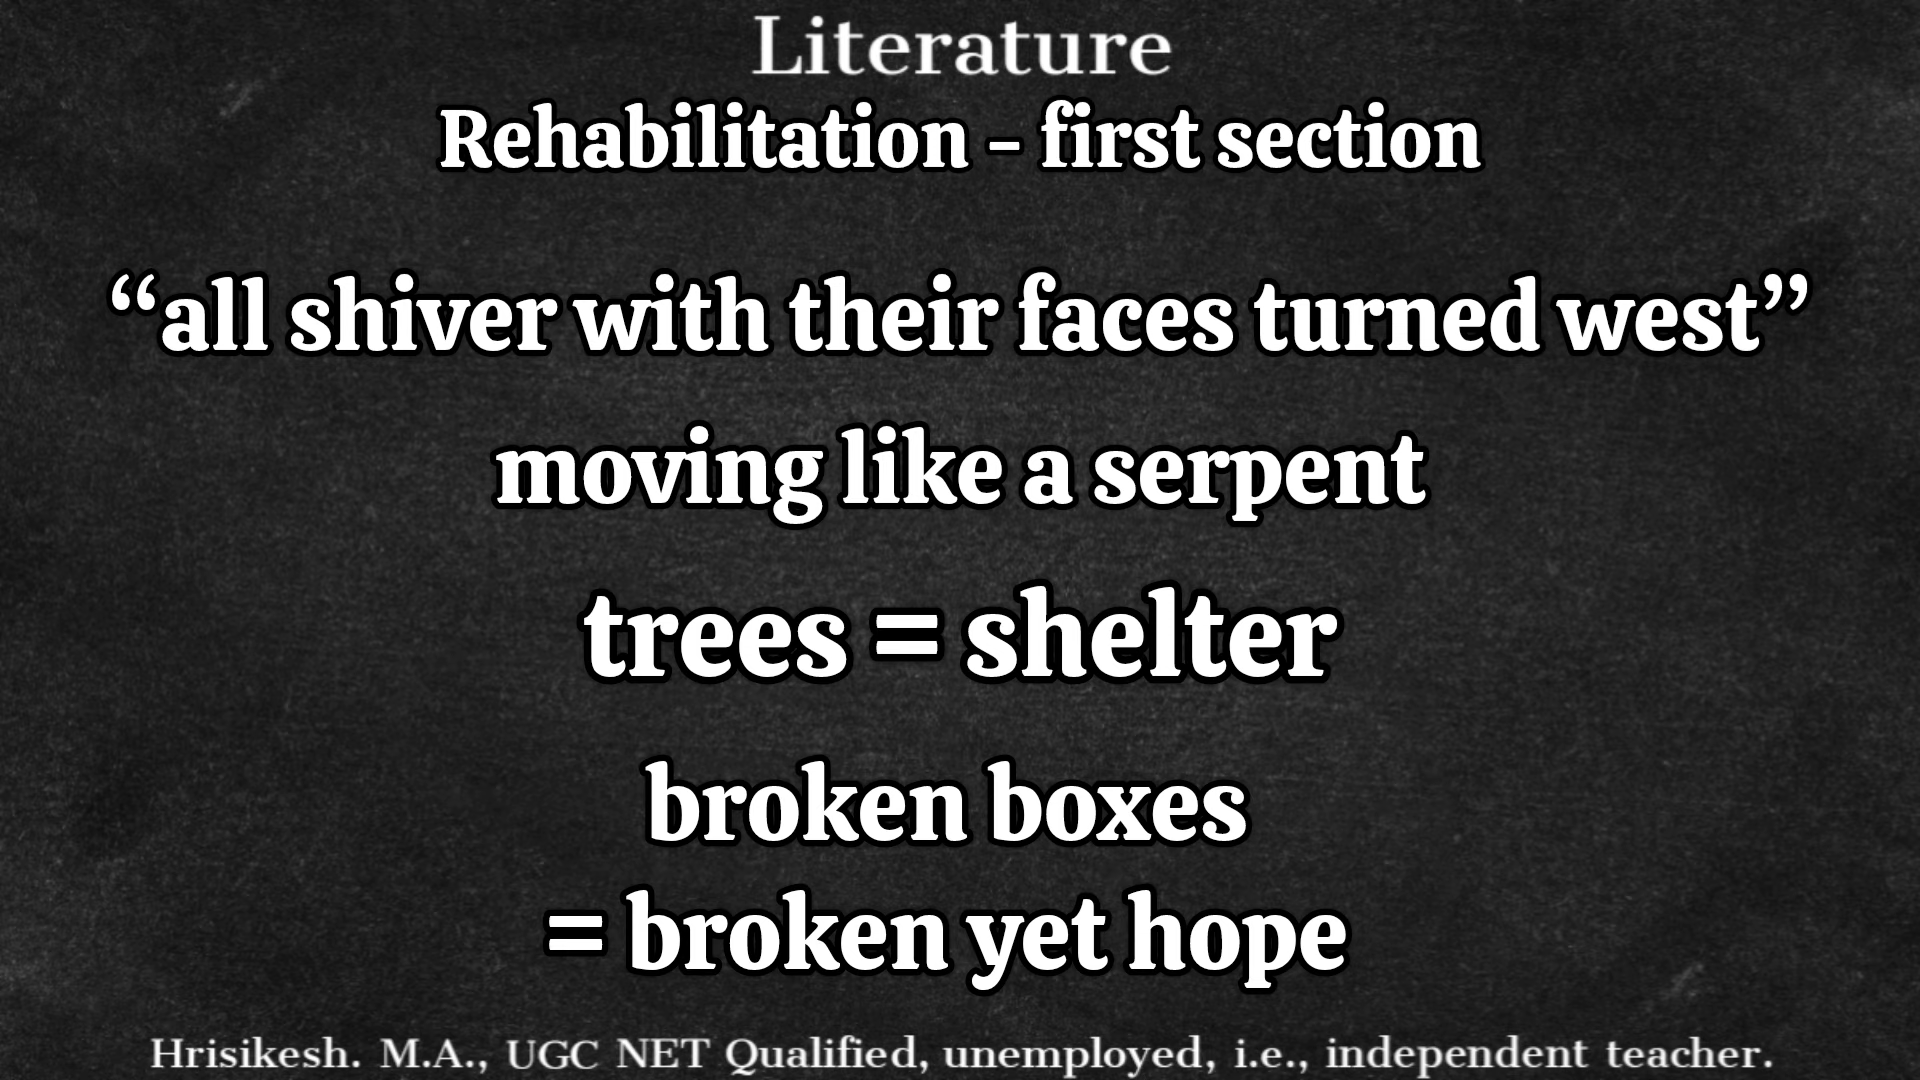 Literature
Rehabilitation - first section
“all shiver with their faces turned west”
moving like a serpent
trees = shelter
broken boxes
= broken yet hope
Hrisikesh. M.A., UGC NET Qualified, unemployed, i.e., independent teacher.